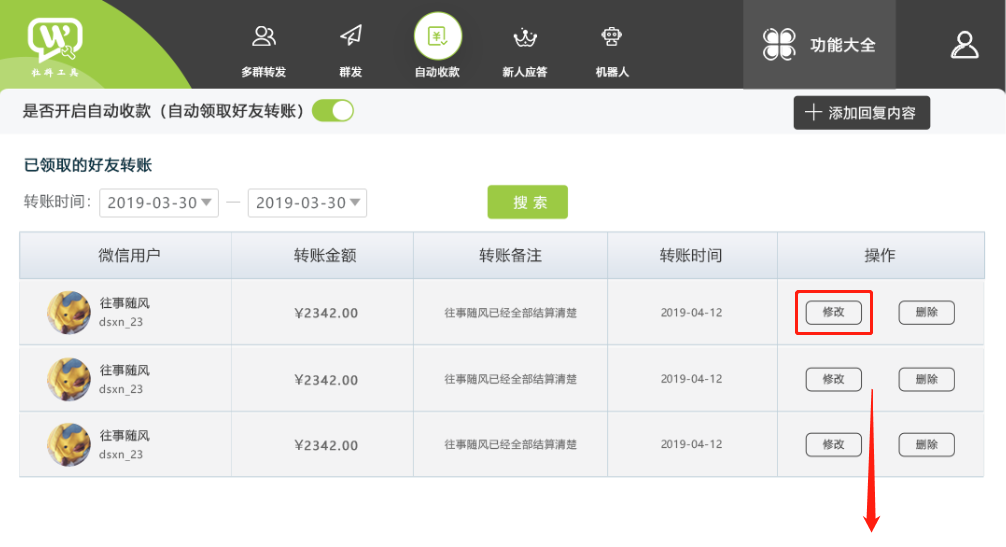 W
牧羊工具
多群转发
群发
自动收款
新人应答
机器人
功能大全
是否开启自动收款（自动领取好友转账）
添加回复内容
已领取的好友转账
转账时间：
2019-03-30
—
2019-03-30
搜 索
微信用户
转账金额
转账备注
转账时间
操作
往事随风
dsxn_23
¥2342.00
往事随风已经全部结算清楚
2019-04-12
修改
删除
往事随风
dsxn_23
¥2342.00
往事随风已经全部结算清楚
2019-04-12
修改
删除
往事随风
dsxn_23
¥2342.00
往事随风已经全部结算清楚
2019-04-12
修改
删除